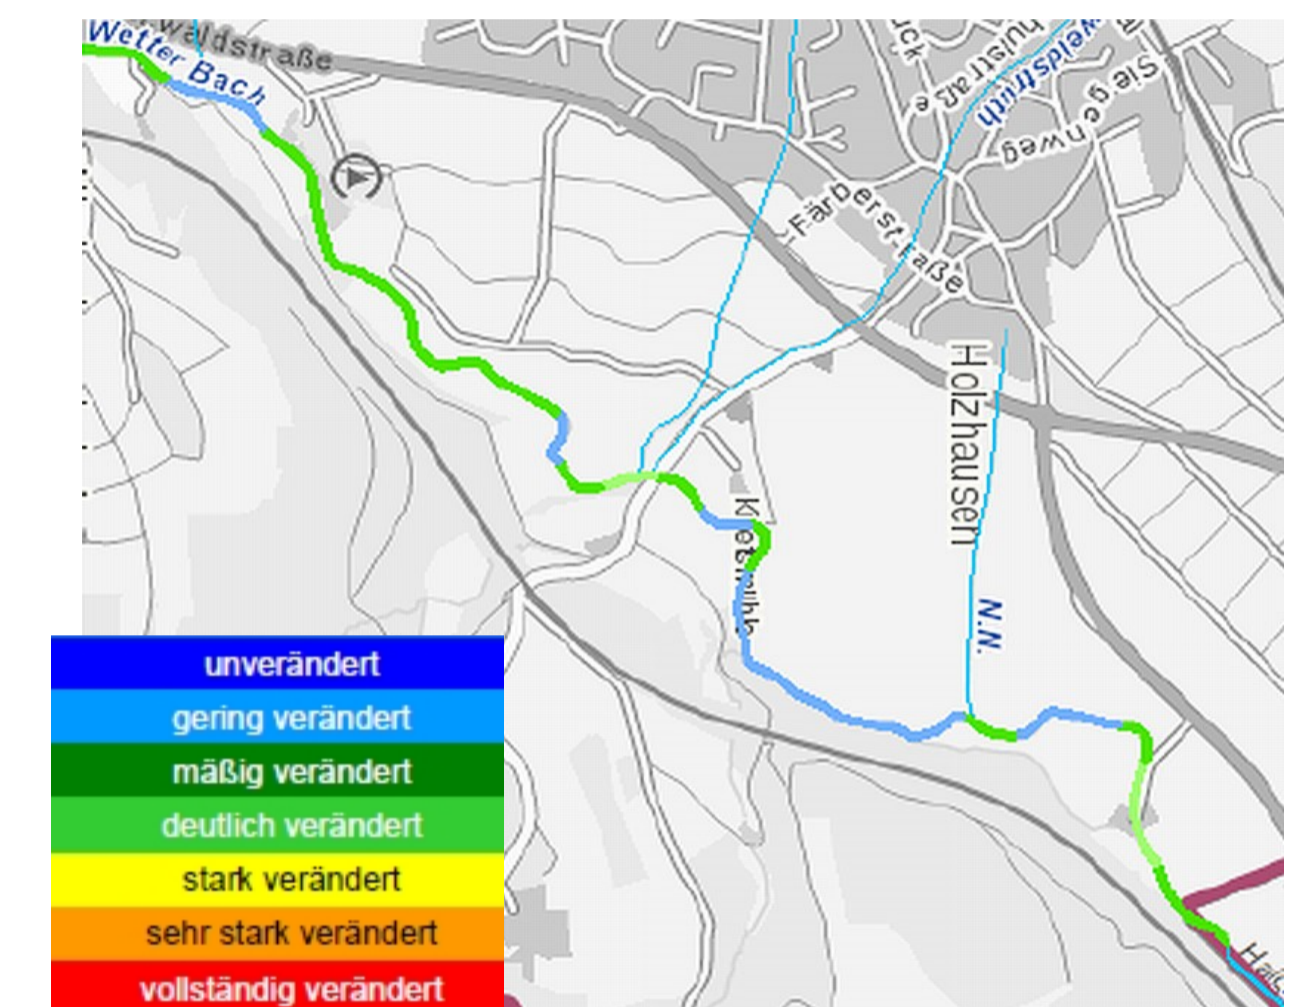 waldstraße
Wetter Bach
Siegenweg
Färberstraße
Holzhausen
N.N.
unverändert
gering verändert
mäßig verändert
deutlich verändert
stark verändert
sehr stark verändert
vollständig verändert